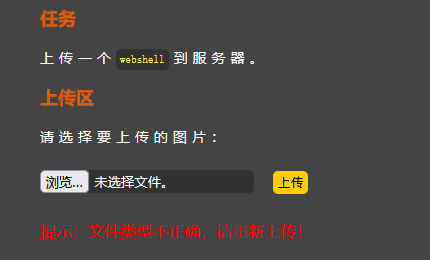 任务
上传一个 webshell 到服务器。
上传区
请选择要上传的图片：
浏览... 未选择文件。 上传
提示：文件类型不正确，请重新上传！